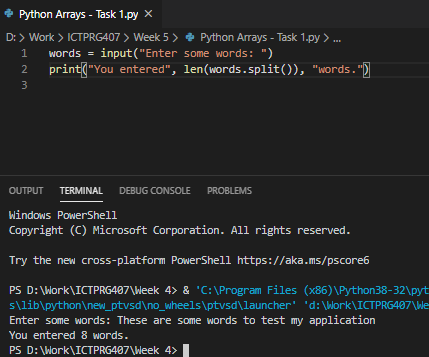 Python Arrays - Task 1.py
D: > Work > ICTPRG407 > Week 5 > Python Arrays - Task 1.py > ...
1 words = input("Enter some words: ")
2 print("You entered", len(words.split()), "words.")
3
OUTPUT TERMINAL DEBUG CONSOLE PROBLEMS
Windows PowerShell
Copyright (C) Microsoft Corporation. All rights reserved.
Try the new cross-platform PowerShell https://aka.ms/pscore6
PS D:\Work\ICTPRG407\Week 4> & 'C:\Program Files (x86)\Python38-32\pyt
s\lib\python\new_ptvsd\no_wheels\ptvsd\launcher' 'd:\Work\ICTPRG407\We
Enter some words: These are some words to test my application
You entered 8 words.
PS D:\Work\ICTPRG407\Week 4>